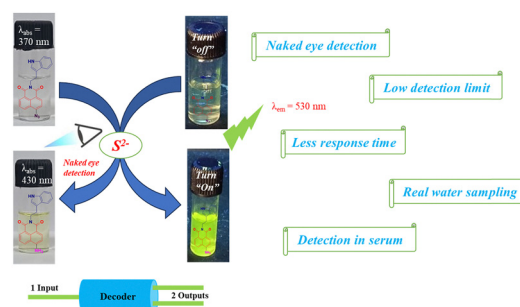 λabs =
370 nm
Turn
"off"
Naked eye detection
Low detection limit
λem = 530 nm
Less response time
S2-
Naked eye
detection
λabs =
430 nm
Turn
"On"
Real water sampling
Detection in serum
1 Input
Decoder
2 Outputs